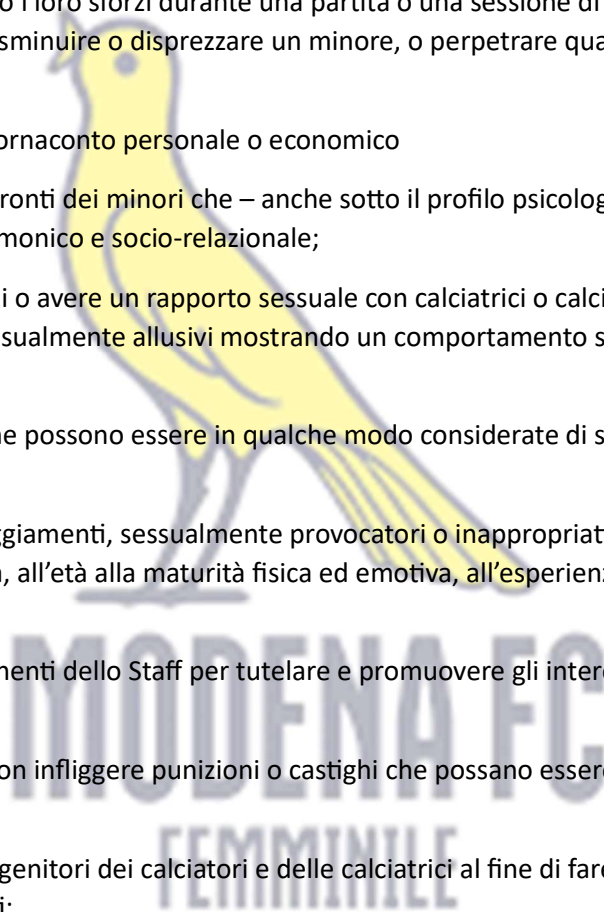 o i loro sforzi durante una partita o una sessione di
sminuire o disprezzare un minore, o perpetrare qua
ornaconto personale o economico
ronti dei minori che – anche sotto il profilo psicolog
monico e socio-relazionale;
i o avere un rapporto sessuale con calciatrici o calci
sualmente allusivi mostrando un comportamento s
ne possono essere in qualche modo considerate di s
ggiamenti, sessualmente provocatori o inappropriat
, all’età alla maturità fisica ed emotiva, all’esperienz
MODENA FC
menti dello Staff per tutelare e promuovere gli inter
on infliggere punizioni o castighi che possano esser
FEMMINILE
genitori dei calciatori e delle calciatrici al fine di fare
i;